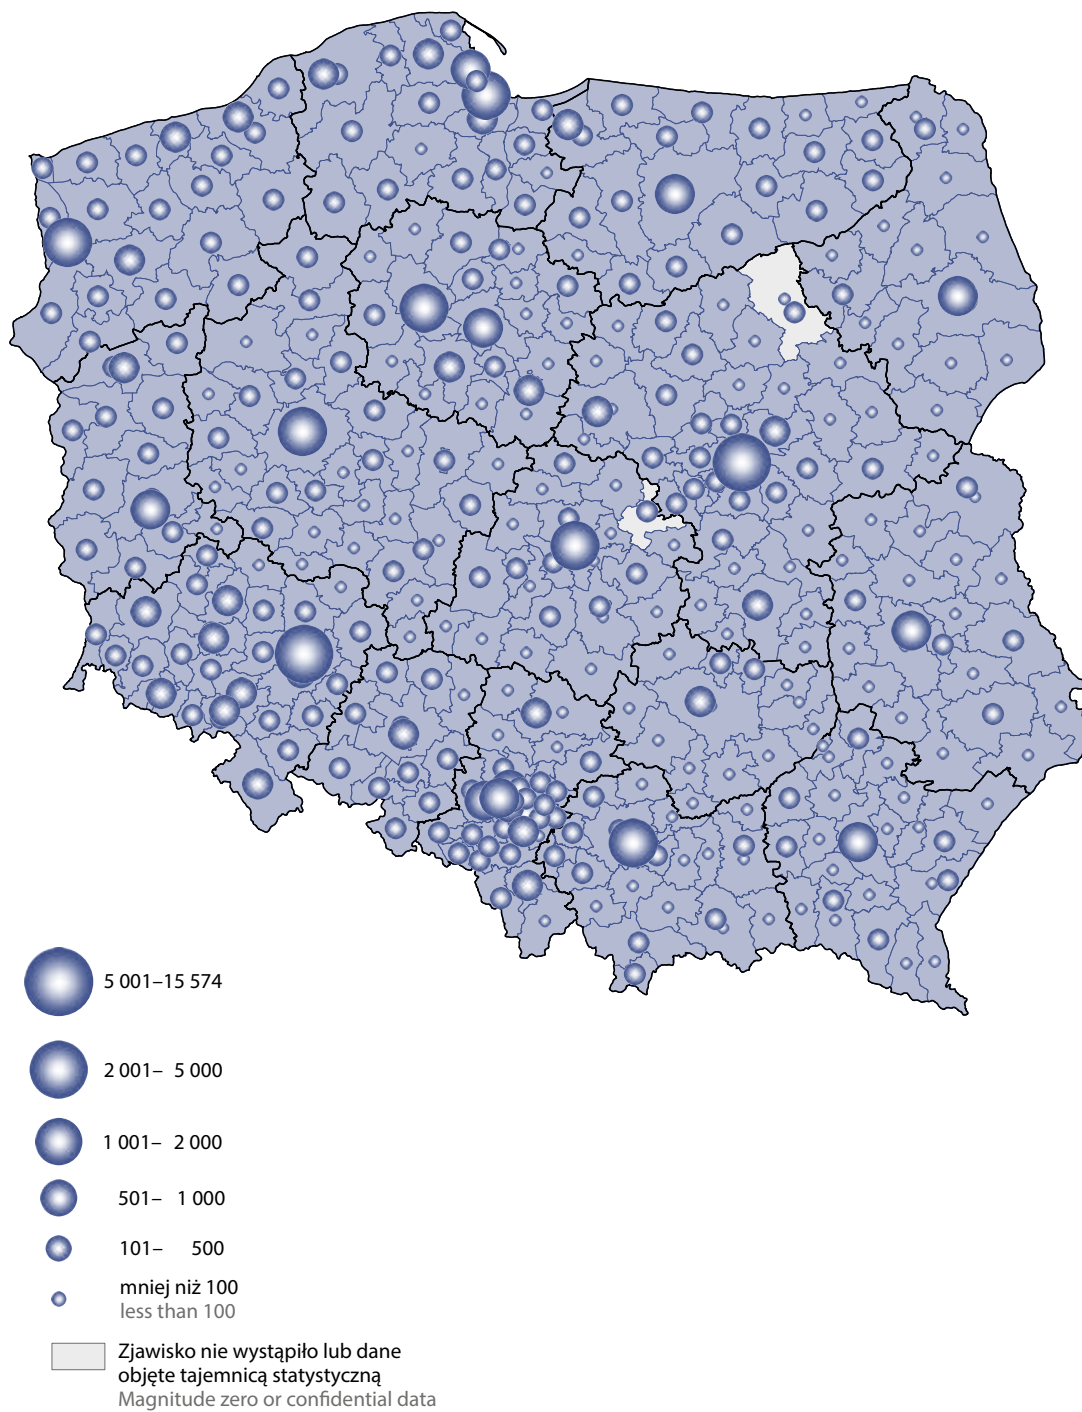 5 001–15 574
2 001– 5 000
1 001– 2 000
501– 1 000
101– 500
mniej niż 100
less than 100
Zjawisko nie wystąpiło lub dane
objęte tajemnicą statystyczną
Magnitude zero or confidential data